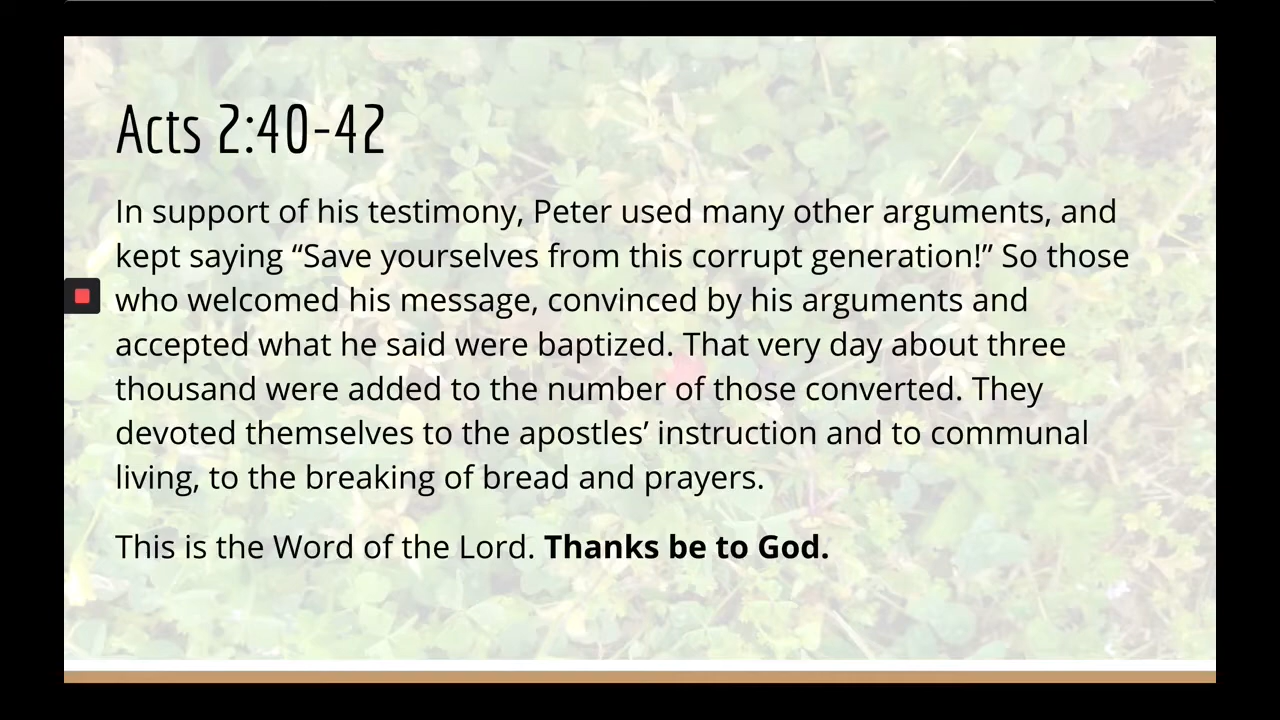 Acts 2:40-42
In support of his testimony, Peter used many other arguments, and
kept saying “Save yourselves from this corrupt generation!” So those
who welcomed his message, convinced by his arguments and
accepted what he said were baptized. That very day about three
thousand were added to the number of those converted. They
devoted themselves to the apostles’ instruction and to communal
living, to the breaking of bread and prayers.
This is the Word of the Lord. Thanks be to God.